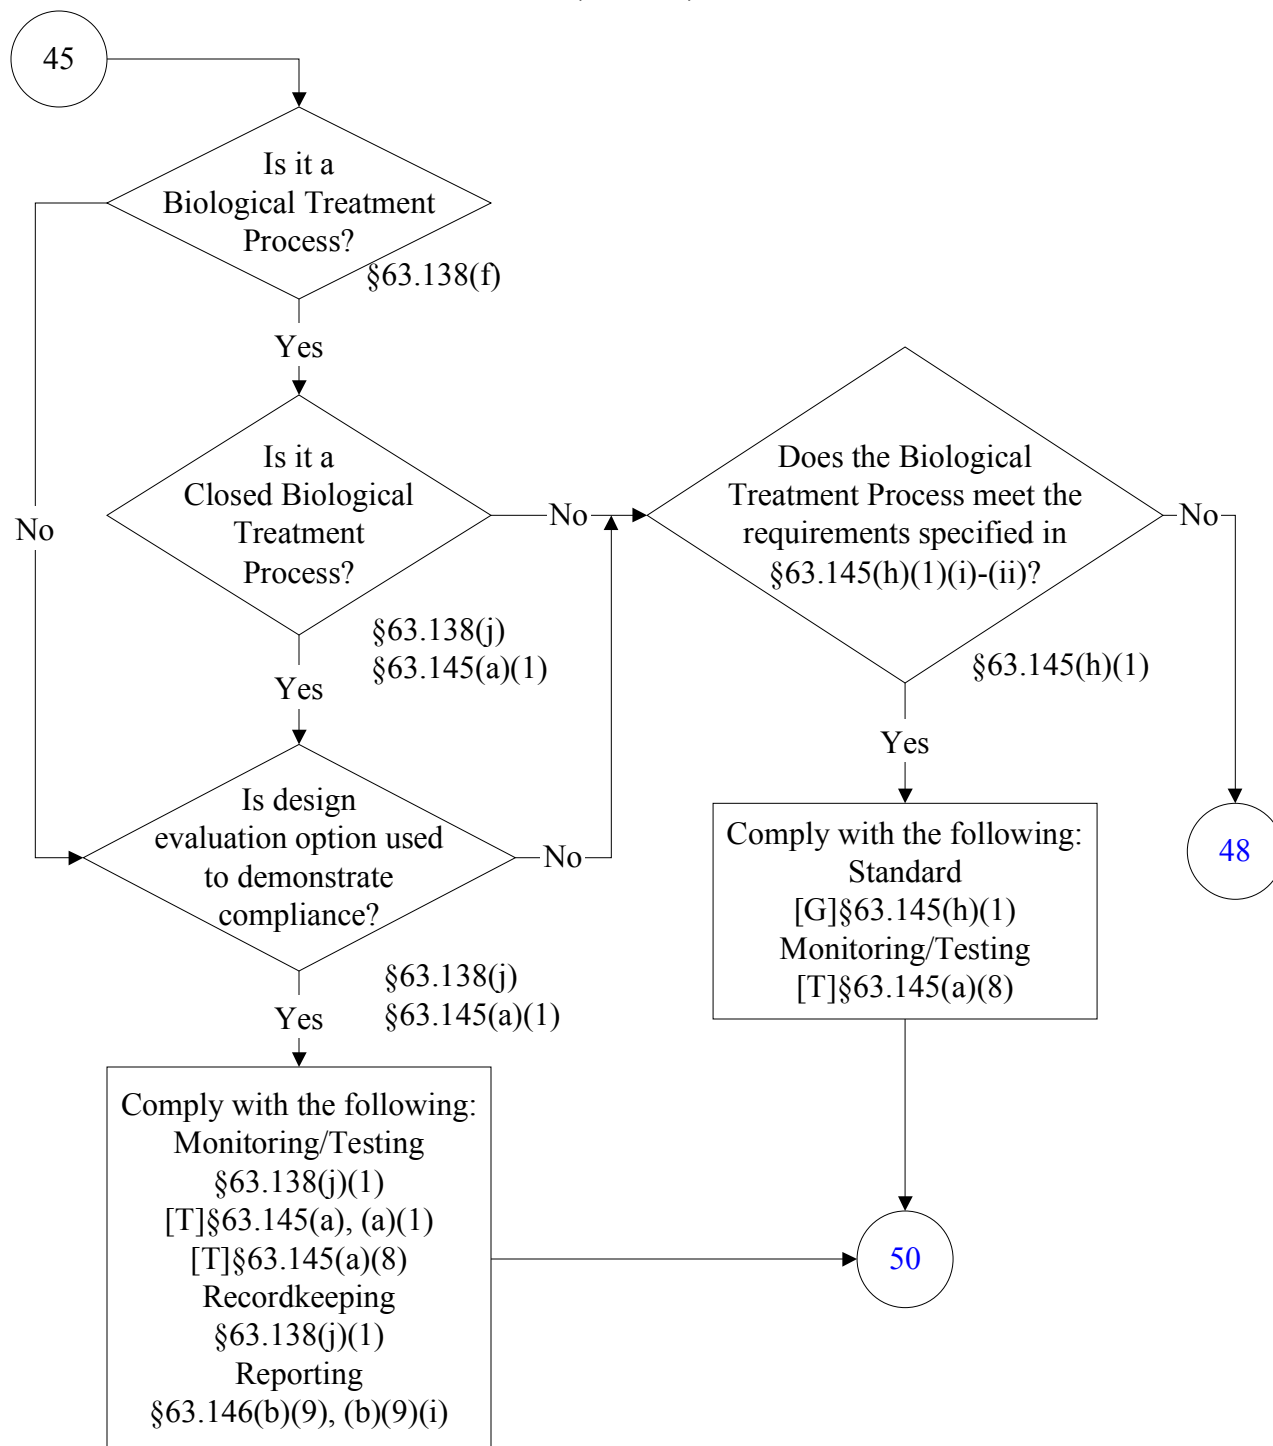 45
Is it a
Biological Treatment
Process?
§63.138(f)
Yes
No
Is it a
Closed Biological
Treatment
Process?
§63.138(j)
§63.145(a)(1)
No
Yes
Does the Biological
Treatment Process meet the
requirements specified in
§63.145(h)(1)(i)-(ii)?
§63.145(h)(1)
No
Yes
48
Is design
evaluation option used
to demonstrate
compliance?
§63.138(j)
§63.145(a)(1)
No
Yes
Comply with the following:
Standard
[G]§63.145(h)(1)
Monitoring/Testing
[T]§63.145(a)(8)
Comply with the following:
Monitoring/Testing
§63.138(j)(1)
[T]§63.145(a), (a)(1)
[T]§63.145(a)(8)
Recordkeeping
§63.138(j)(1)
Reporting
§63.146(b)(9), (b)(9)(i)
50